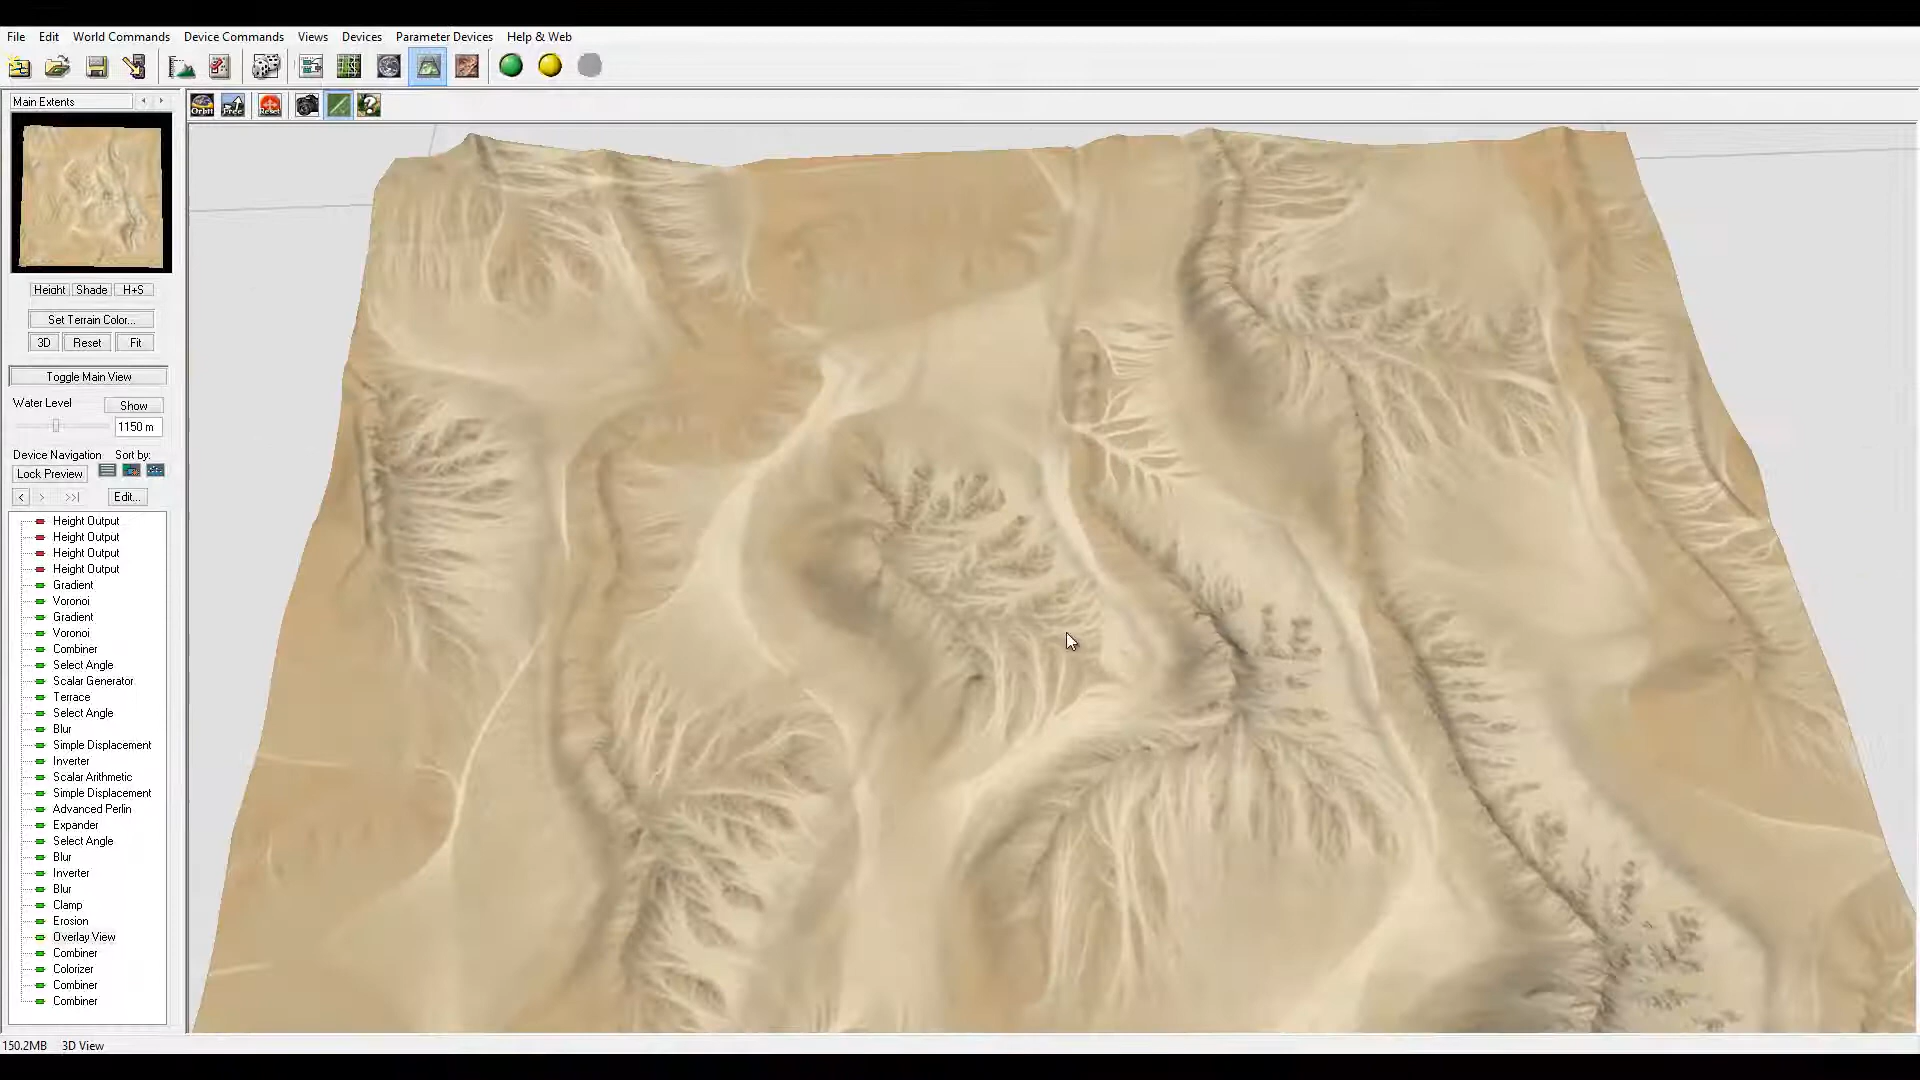 File Edit World Commands Device Commands Views Devices Parameter Devices Help & Web
Main Extents
Orbit Free Reset
Height Shade H+S
Set Terrain Color...
3D Reset Fit
Toggle Main View
Water Level Show
1150 m
Device Navigation Sort by:
Lock Preview
< > >>| Edit...
Height Output
Height Output
Height Output
Height Output
Gradient
Voronoi
Gradient
Voronoi
Combiner
Select Angle
Scalar Generator
Terrace
Select Angle
Blur
Simple Displacement
Inverter
Scalar Arithmetic
Simple Displacement
Advanced Perlin
Expander
Select Angle
Blur
Inverter
Blur
Clamp
Erosion
Overlay View
Combiner
Colorizer
Combiner
Combiner
150.2MB 3D View